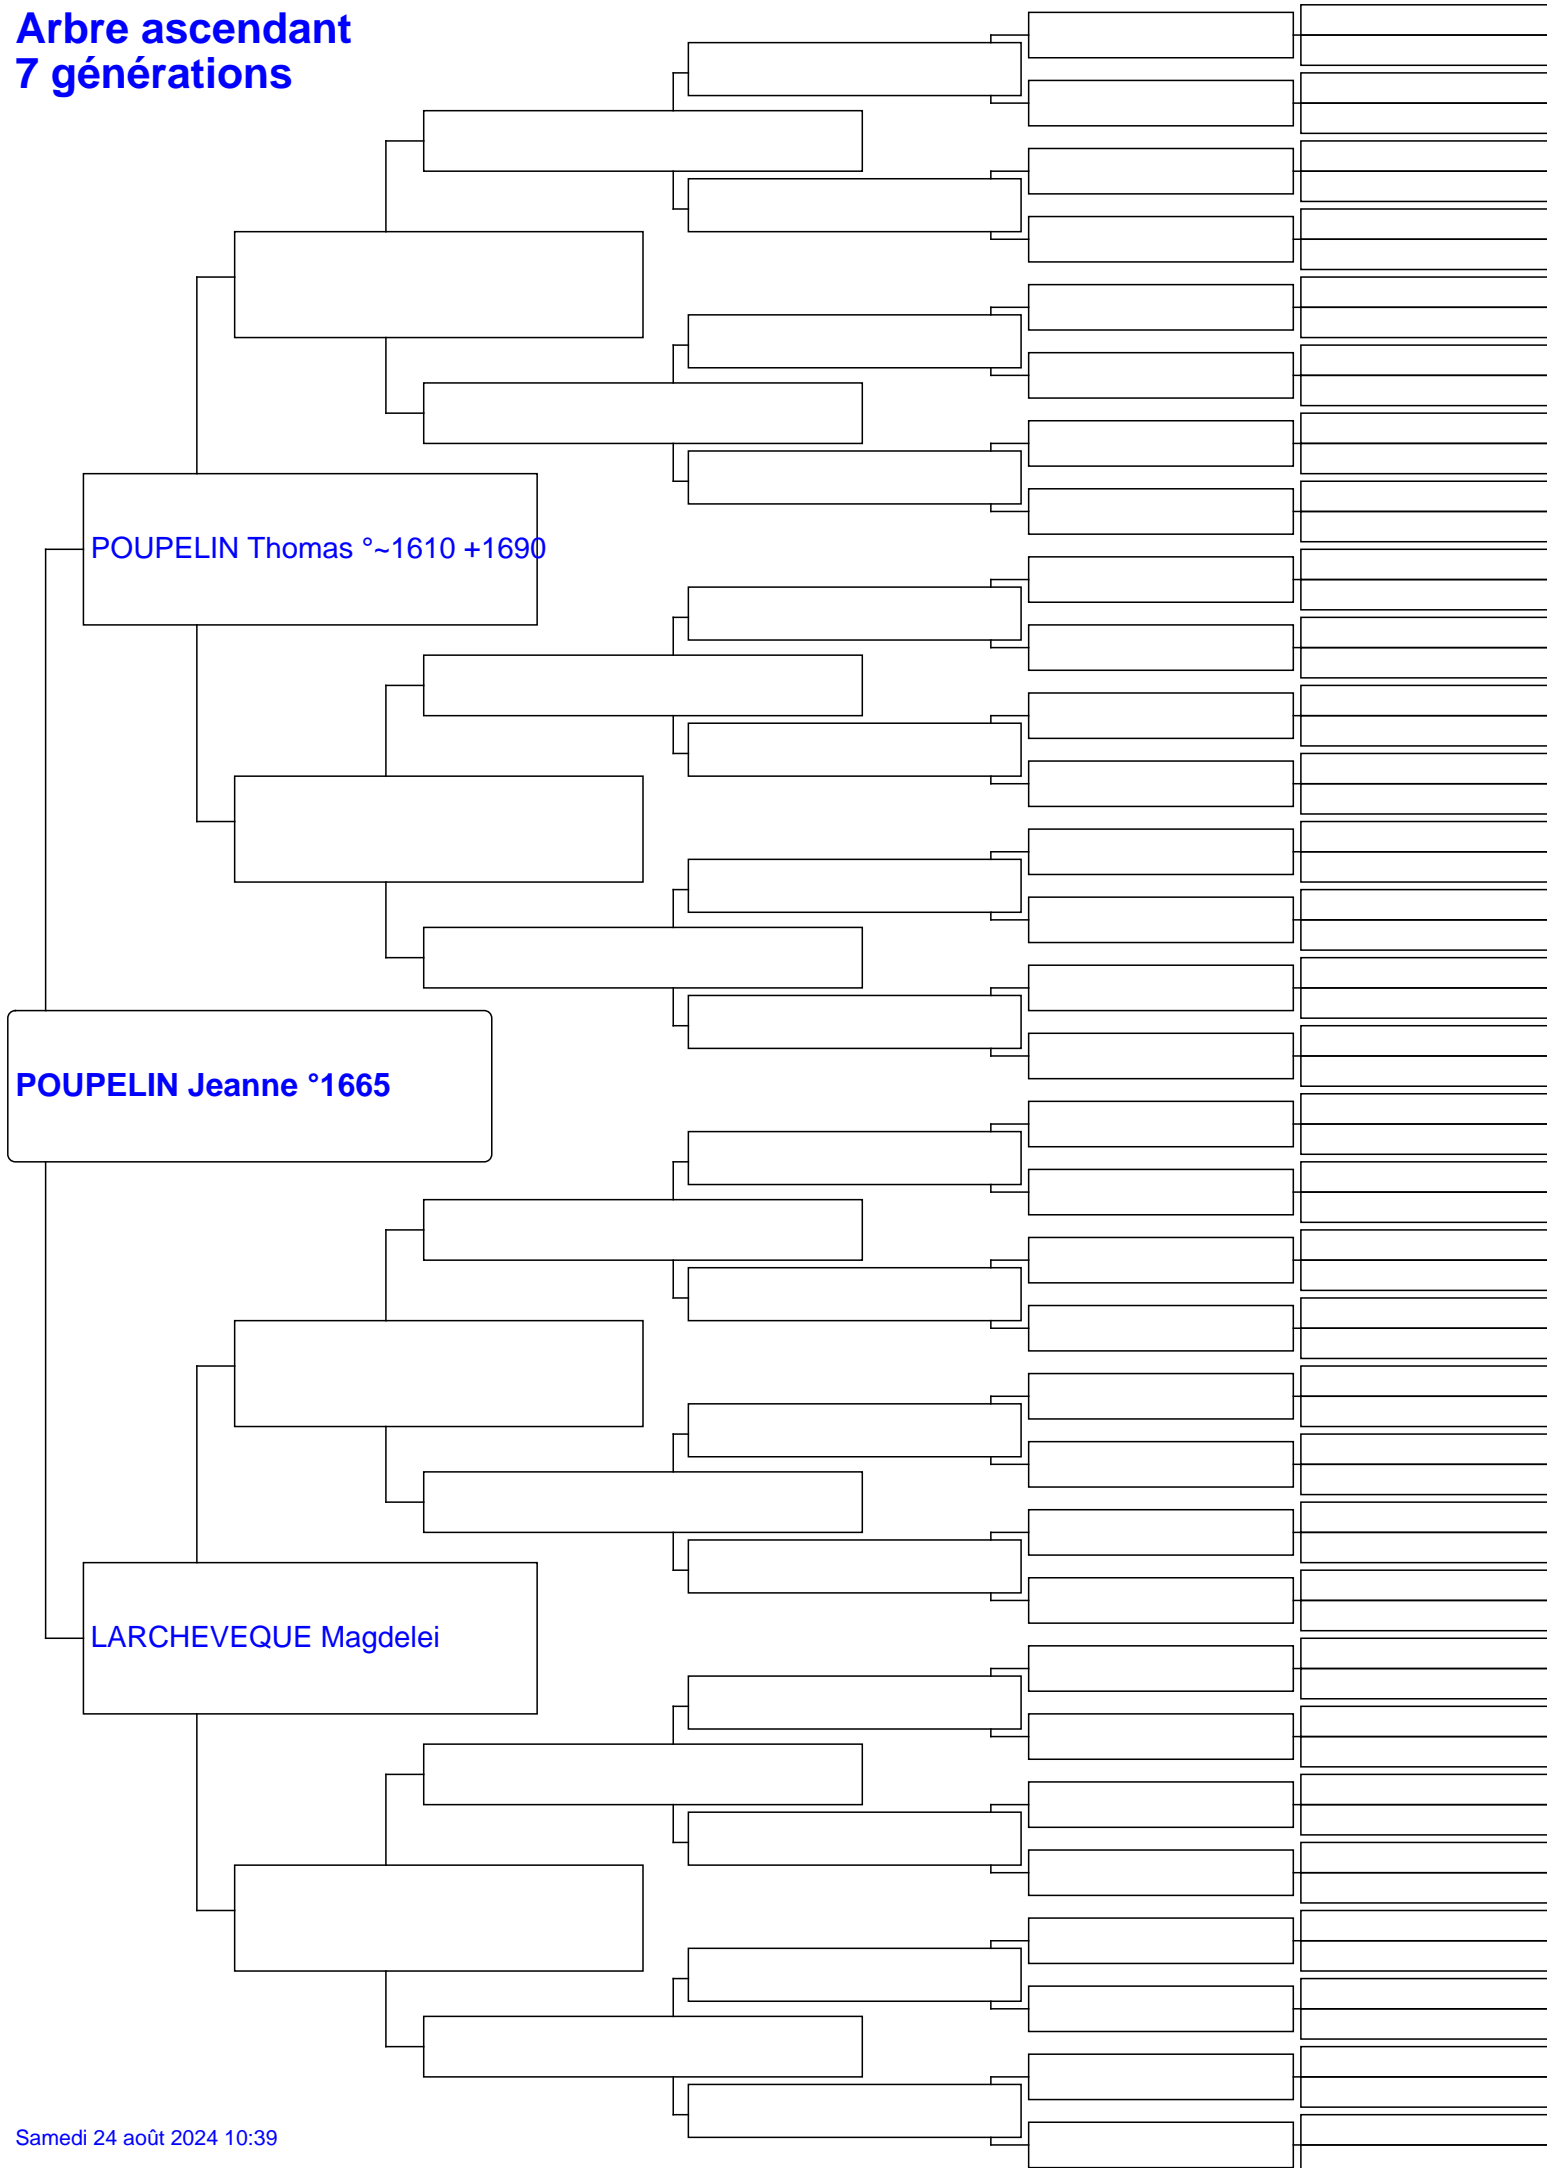 Arbre ascendant
7 générations
POUPELIN Thomas °~1610 +1690
POUPELIN Jeanne °1665
LARCHEVEQUE Magdelei
Samedi 24 août 2024 10:39